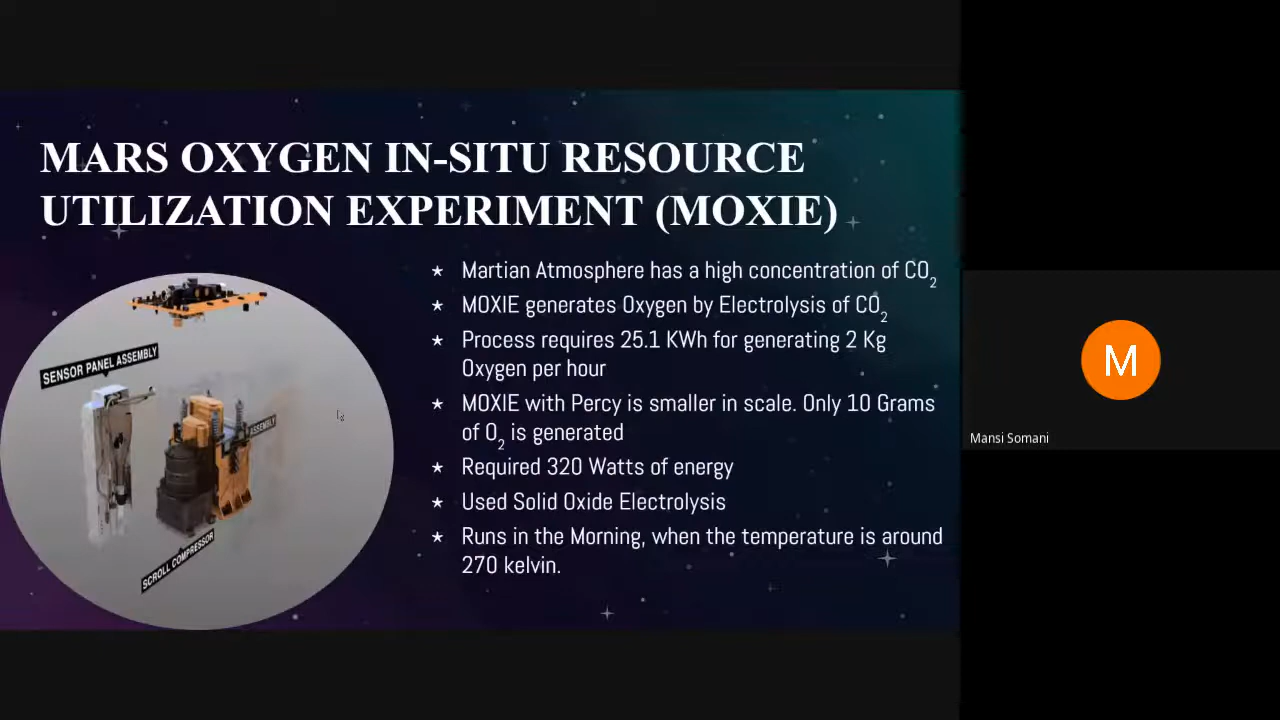 MARS OXYGEN IN-SITU RESOURCE
UTILIZATION EXPERIMENT (MOXIE)
SENSOR PANEL ASSEMBLY
ASSEMBLY
SCROLL COMPRESSOR
★ Martian Atmosphere has a high concentration of CO2
★ MOXIE generates Oxygen by Electrolysis of CO2
★ Process requires 25.1 KWh for generating 2 Kg
Oxygen per hour
★ MOXIE with Percy is smaller in scale. Only 10 Grams
of O2 is generated
★ Required 320 Watts of energy
★ Used Solid Oxide Electrolysis
★ Runs in the Morning, when the temperature is around
270 kelvin.
M
Mansi Somani